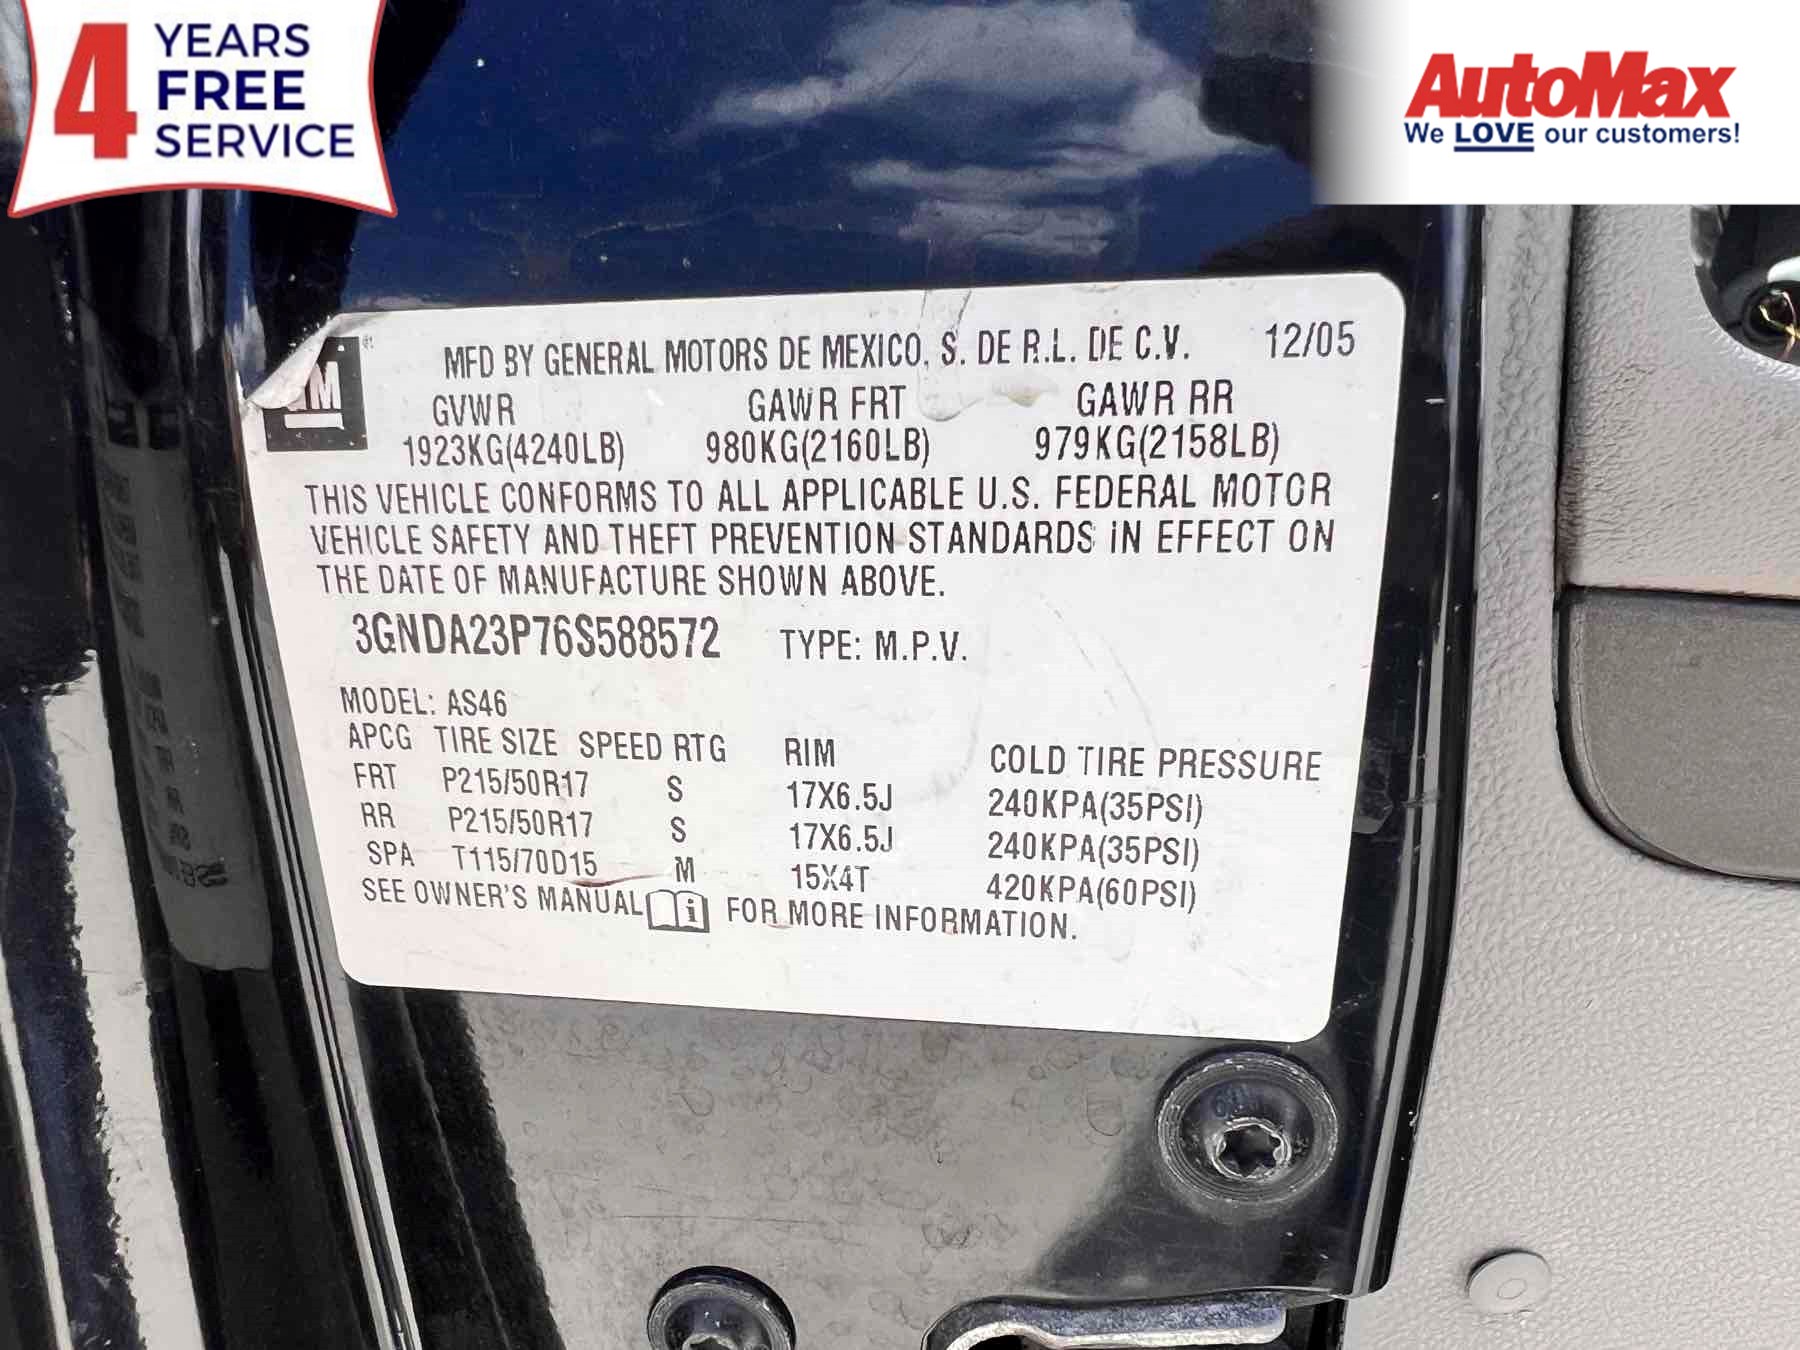 4 YEARS
FREE
SERVICE
AutoMax
We LOVE our customers!
GM
MFD BY GENERAL MOTORS DE MEXICO, S. DE R.L. DE C.V. 12/05
GVWR GAWR FRT GAWR RR
1923KG(4240LB) 980KG(2160LB) 979KG(2158LB)
THIS VEHICLE CONFORMS TO ALL APPLICABLE U.S. FEDERAL MOTOR
VEHICLE SAFETY AND THEFT PREVENTION STANDARDS IN EFFECT ON
THE DATE OF MANUFACTURE SHOWN ABOVE.
3GNDA23P76S588572 TYPE: M.P.V.
MODEL: AS46
APCG TIRE SIZE SPEED RTG RIM COLD TIRE PRESSURE
FRT P215/50R17 S 17X6.5J 240KPA(35PSI)
RR P215/50R17 S 17X6.5J 240KPA(35PSI)
SPA T115/70D15 M 15X4T 420KPA(60PSI)
SEE OWNER'S MANUAL FOR MORE INFORMATION.